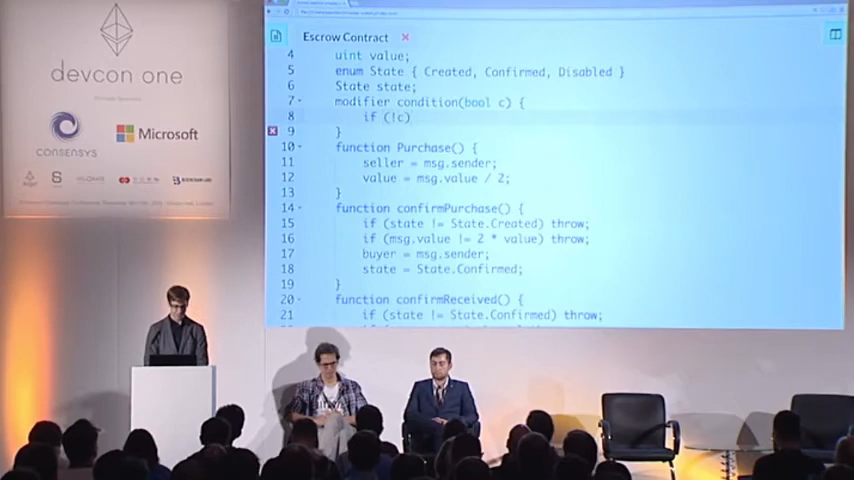 devcon one
CONSENSYS
Microsoft
Escrow Contract
4 uint value;
5 enum State { Created, Confirmed, Disabled }
6 State state;
7 modifier condition(bool c) {
8 if (!c)
9 }
10 function Purchase() {
11 seller = msg.sender;
12 value = msg.value / 2;
13 }
14 function confirmPurchase() {
15 if (state != State.Created) throw;
16 if (msg.value != 2 * value) throw;
17 buyer = msg.sender;
18 state = State.Confirmed;
19 }
20 function confirmReceived() {
21 if (state != State.Confirmed) throw;